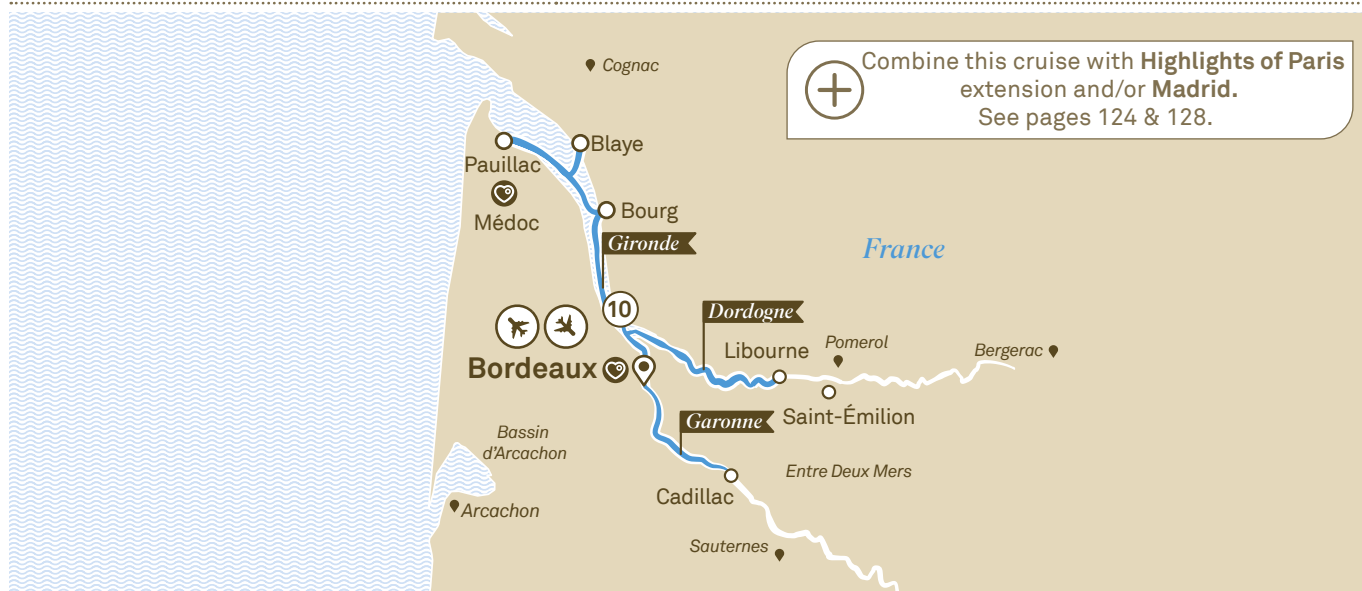 Cognac
Combine this cruise with Highlights of Paris
extension and/or Madrid.
See pages 124 & 128.
Blaye
Pauillac
Médoc
Bourg
Gironde
France
10
Dordogne
Libourne
Pomerol
Bergerac
Bordeaux
Saint-Émilion
Garonne
Bassin
d'Arcachon
Entre Deux Mers
Cadillac
Arcachon
Sauternes